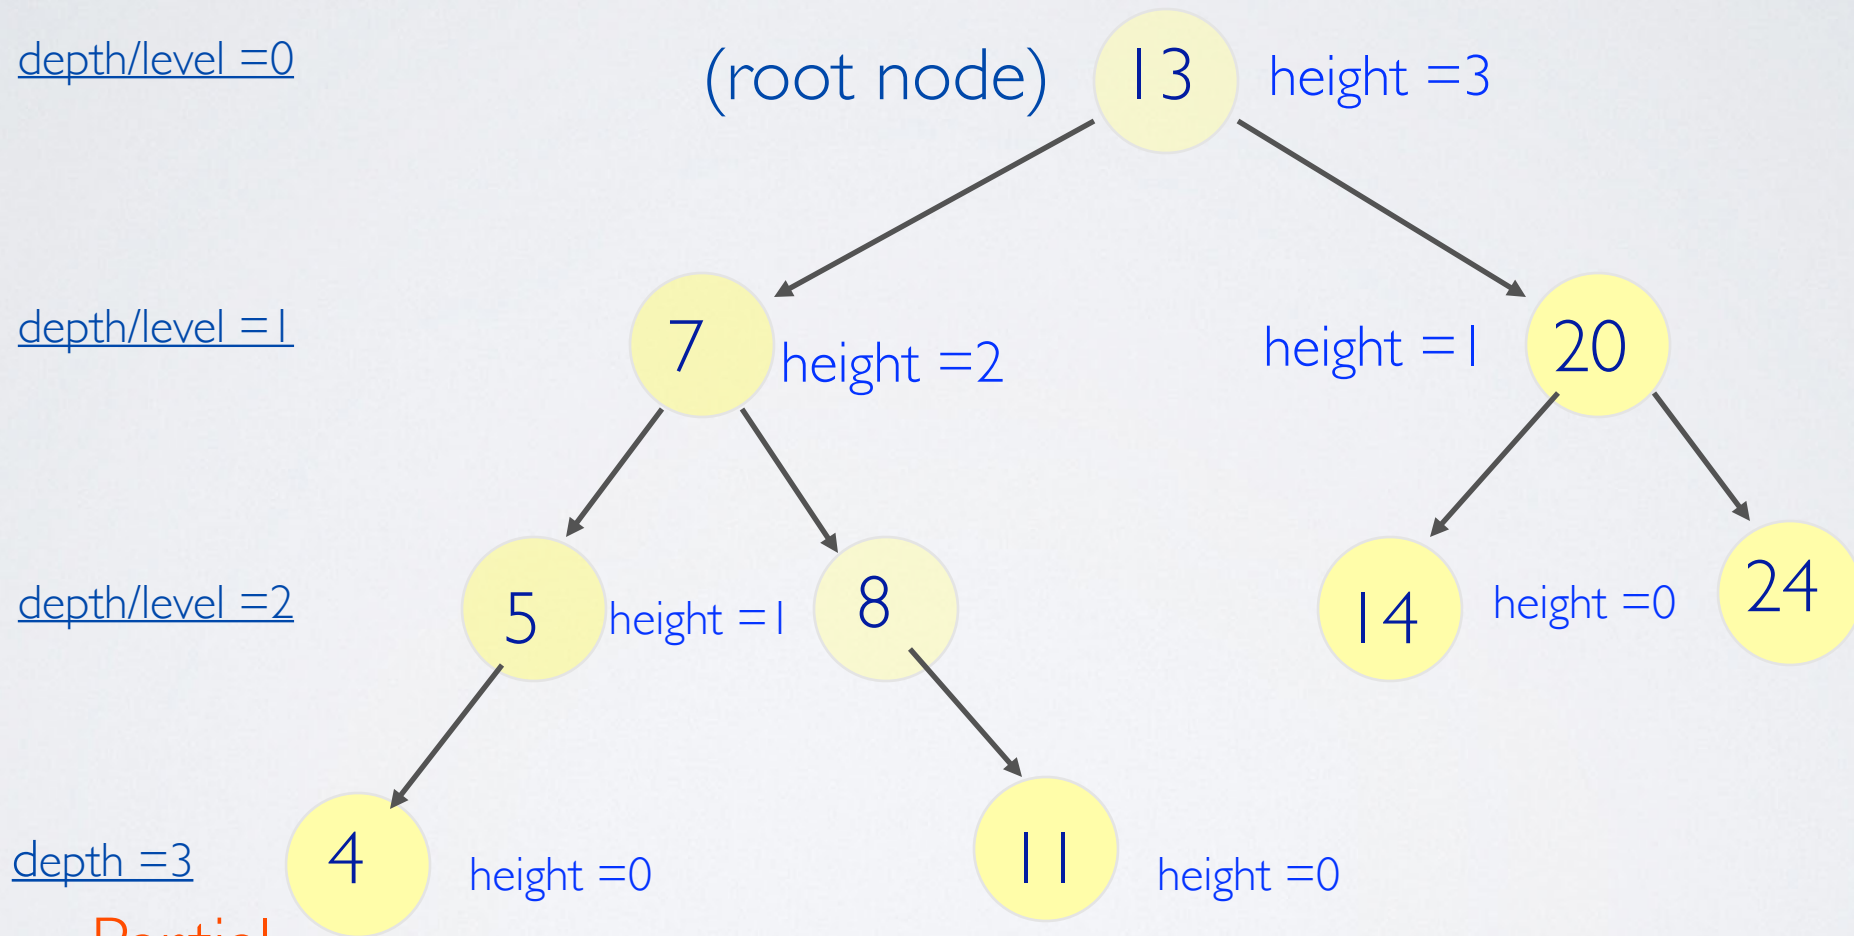 depth/level =0
(root node) 13 height =3
depth/level =1
7 height =2 height =1 20
depth/level =2
5 height =1 8 14 height =0 24
depth =3
4 height =0 11 height =0
Partial